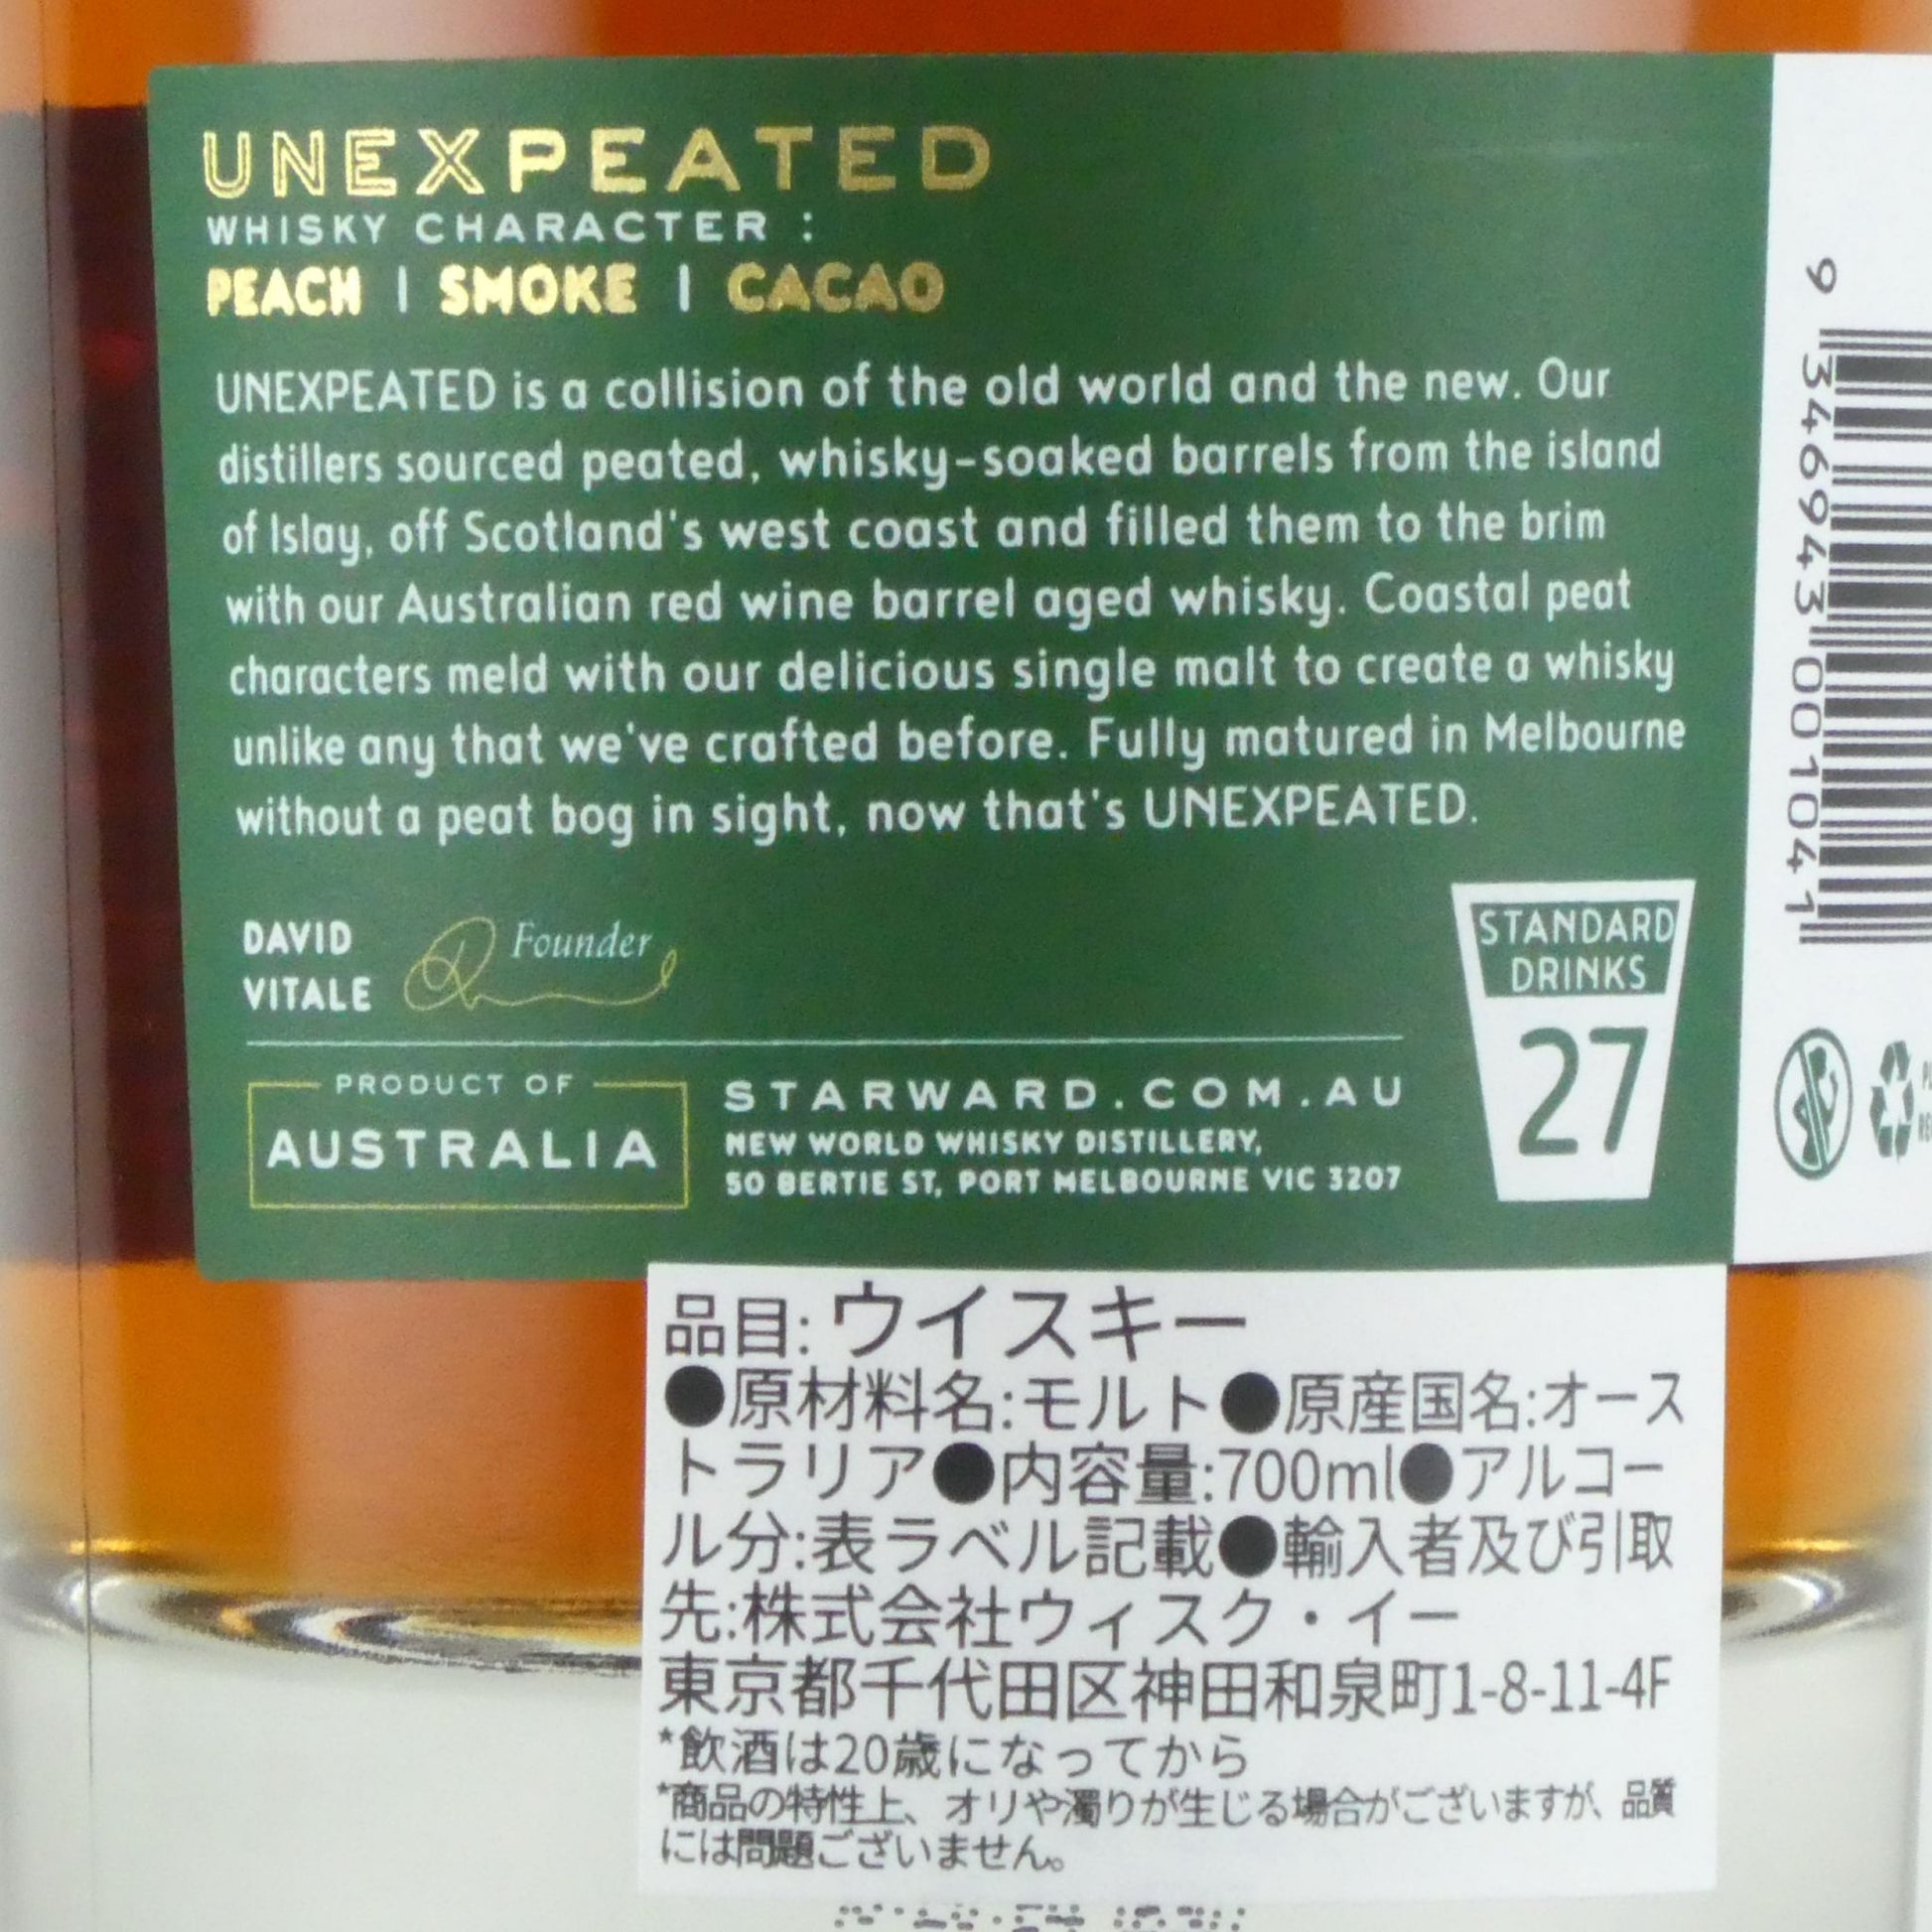 UNEXPEATED
WHISKY CHARACTER :
PEACH | SMOKE | CACAO
UNEXPEATED is a collision of the old world and the new. Our
distillers sourced peated, whisky-soaked barrels from the island
of Islay, off Scotland's west coast and filled them to the brim
with our Australian red wine barrel aged whisky. Coastal peat
characters meld with our delicious single malt to create a whisky
unlike any that we've crafted before. Fully matured in Melbourne
without a peat bog in sight, now that's UNEXPEATED.
DAVID
VITALE
Founder
PRODUCT OF
AUSTRALIA
STARWARD.COM.AU
NEW WORLD WHISKY DISTILLERY,
50 BERTIE ST, PORT MELBOURNE VIC 3207
STANDARD
DRINKS
27
9 346943 001041
品目: ウイスキー
●原材料名:モルト●原産国名:オース
トラリア●内容量:700ml●アルコー
ル分:表ラベル記載●輸入者及び引取
先:株式会社ウィスク・イー
東京都千代田区神田和泉町1-8-11-4F
*飲酒は20歳になってから
*商品の特性上、オリや濁りが生じる場合がございますが、品質
には問題ございません。